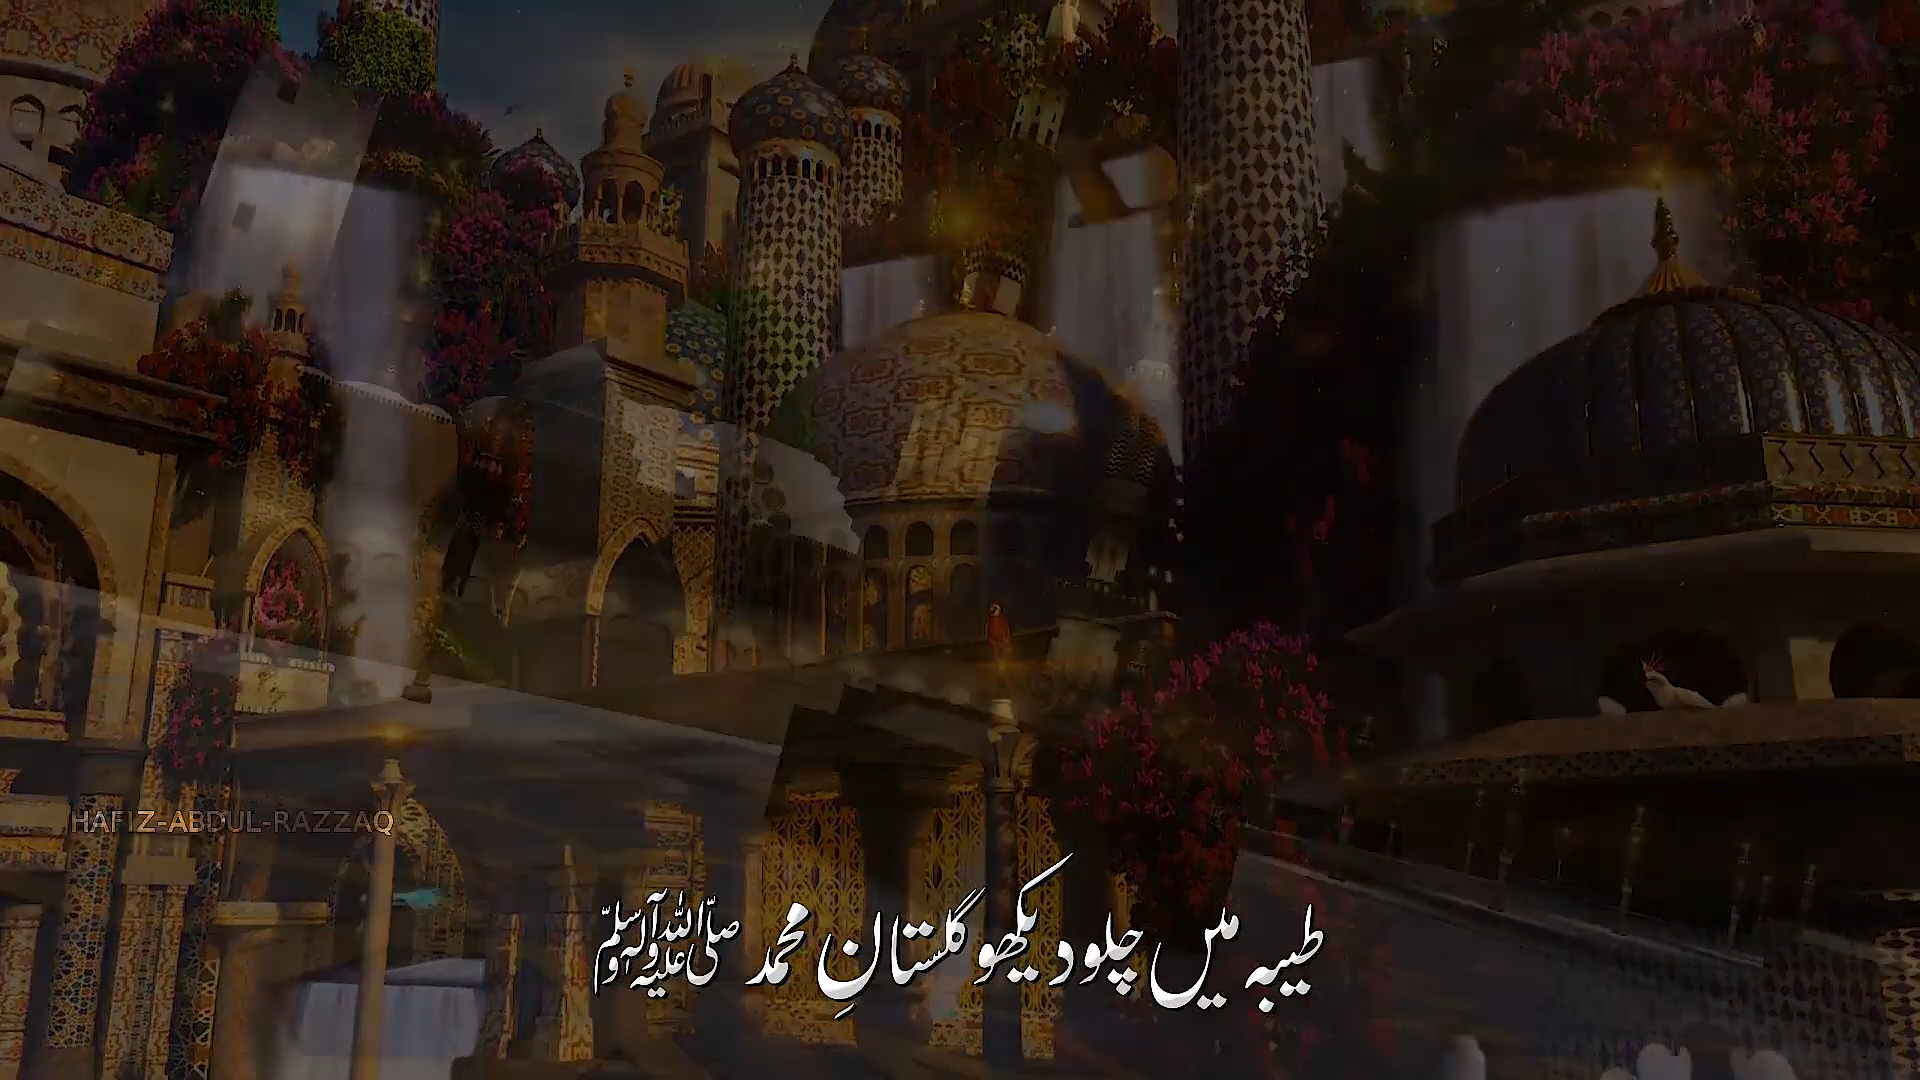 HAFIZ-ABDUL-RAZZAQ
طیبہ میں چلو دیکھو گلستانِ محمد صلی اللہ علیہ وآلہ وسلم